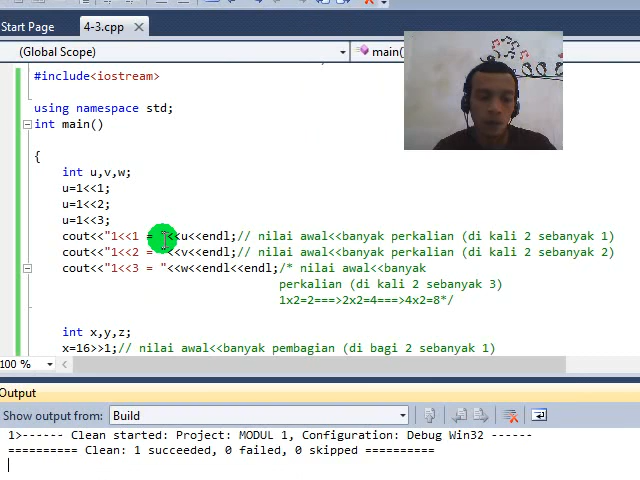 Start Page
4-3.cpp
(Global Scope)
main(
#include<iostream>
using namespace std;
int main()
{
int u,v,w;
u=1<<1;
u=1<<2;
u=1<<3;
cout<<"1<<1 = "<<u<<endl;// nilai awal<<banyak perkalian (di kali 2 sebanyak 1)
cout<<"1<<2 = "<<v<<endl;// nilai awal<<banyak perkalian (di kali 2 sebanyak 2)
cout<<"1<<3 = "<<w<<endl<<endl;/* nilai awal<<banyak
perkalian (di kali 2 sebanyak 3)
1x2=2===>2x2=4===>4x2=8*/
int x,y,z;
x=16>>1;// nilai awal<<banyak pembagian (di bagi 2 sebanyak 1)
100 %
Output
Show output from:
Build
1>------ Clean started: Project: MODUL 1, Configuration: Debug Win32 ------
========== Clean: 1 succeeded, 0 failed, 0 skipped ==========